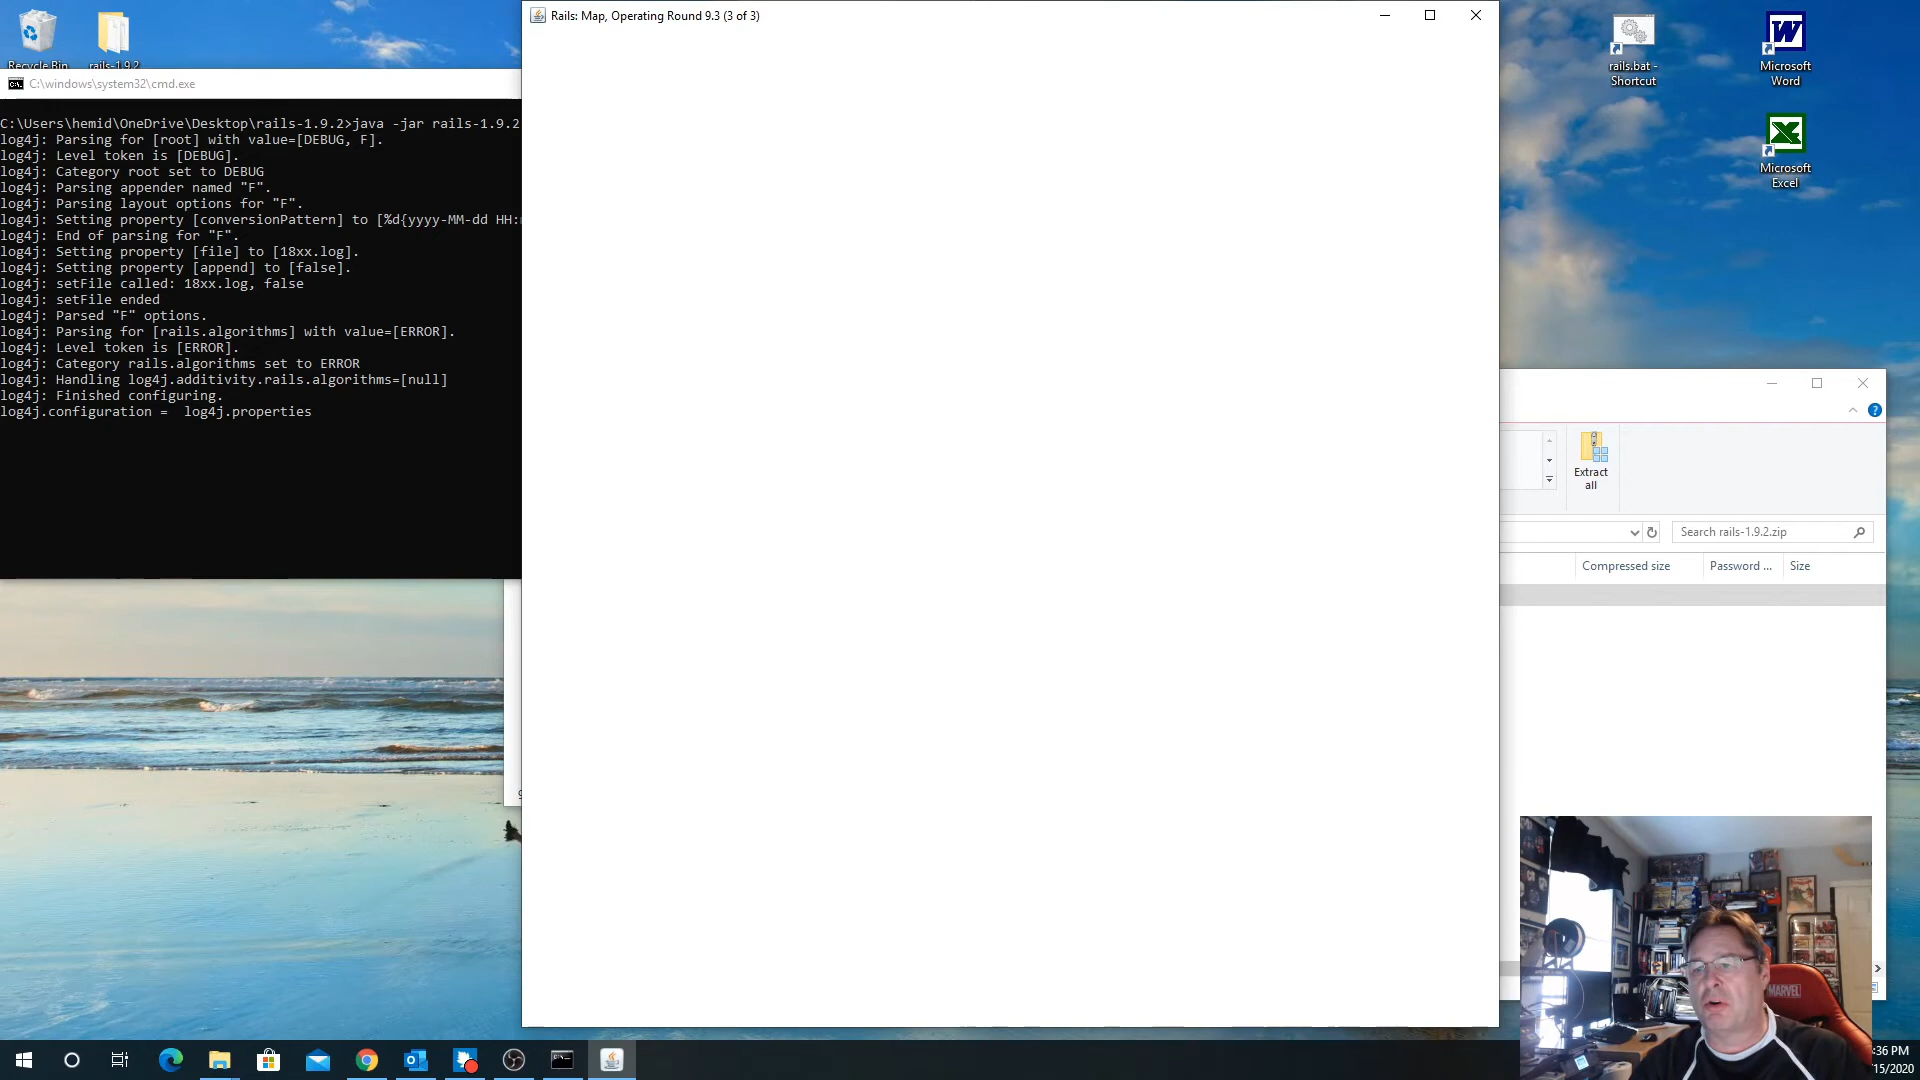 Rails: Map, Operating Round 9.3 (3 of 3)
Recycle Bin
rails-1.9.2
C:\windows\system32\cmd.exe
C:\Users\hemid\OneDrive\Desktop\rails-1.9.2>java -jar rails-1.9.2
log4j: Parsing for [root] with value=[DEBUG, F].
log4j: Level token is [DEBUG].
log4j: Category root set to DEBUG
log4j: Parsing appender named "F".
log4j: Parsing layout options for "F".
log4j: Setting property [conversionPattern] to [%d{yyyy-MM-dd HH:
log4j: End of parsing for "F".
log4j: Setting property [file] to [18xx.log].
log4j: Setting property [append] to [false].
log4j: setFile called: 18xx.log, false
log4j: setFile ended
log4j: Parsed "F" options.
log4j: Parsing for [rails.algorithms] with value=[ERROR].
log4j: Level token is [ERROR].
log4j: Category rails.algorithms set to ERROR
log4j: Handling log4j.additivity.rails.algorithms=[null]
log4j: Finished configuring.
log4j.configuration =  log4j.properties
rails.bat -
Shortcut
Microsoft
Word
Microsoft
Excel
Extract
all
Search rails-1.9.2.zip
Compressed size
Password ...
Size
MARVEL
:36 PM
15/2020